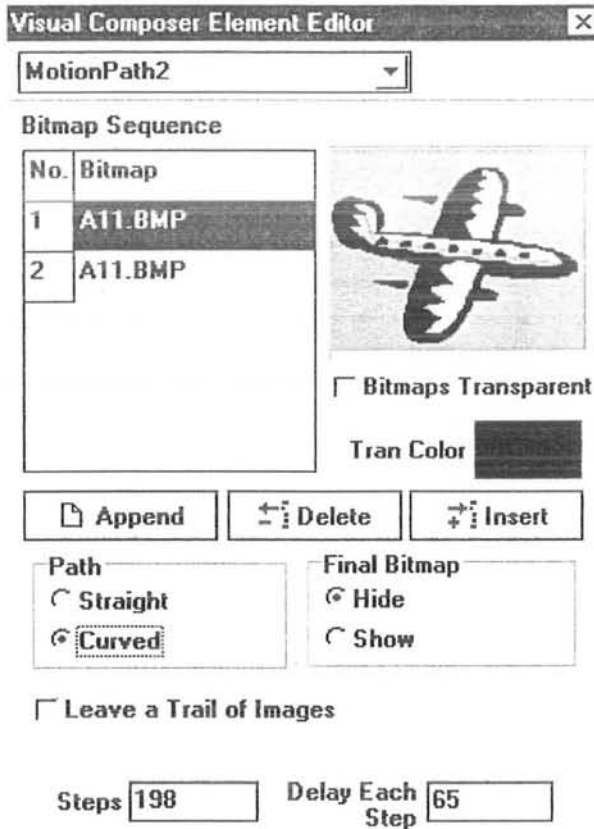 Visual Composer Element Editor
MotionPath2
Bitmap Sequence
No. Bitmap
1 A11.BMP
2 A11.BMP
Bitmaps Transparent
Tran Color
Append Delete Insert
Path Final Bitmap
Straight Hide
Curved Show
Leave a Trail of Images
Steps 198 Delay Each Step 65